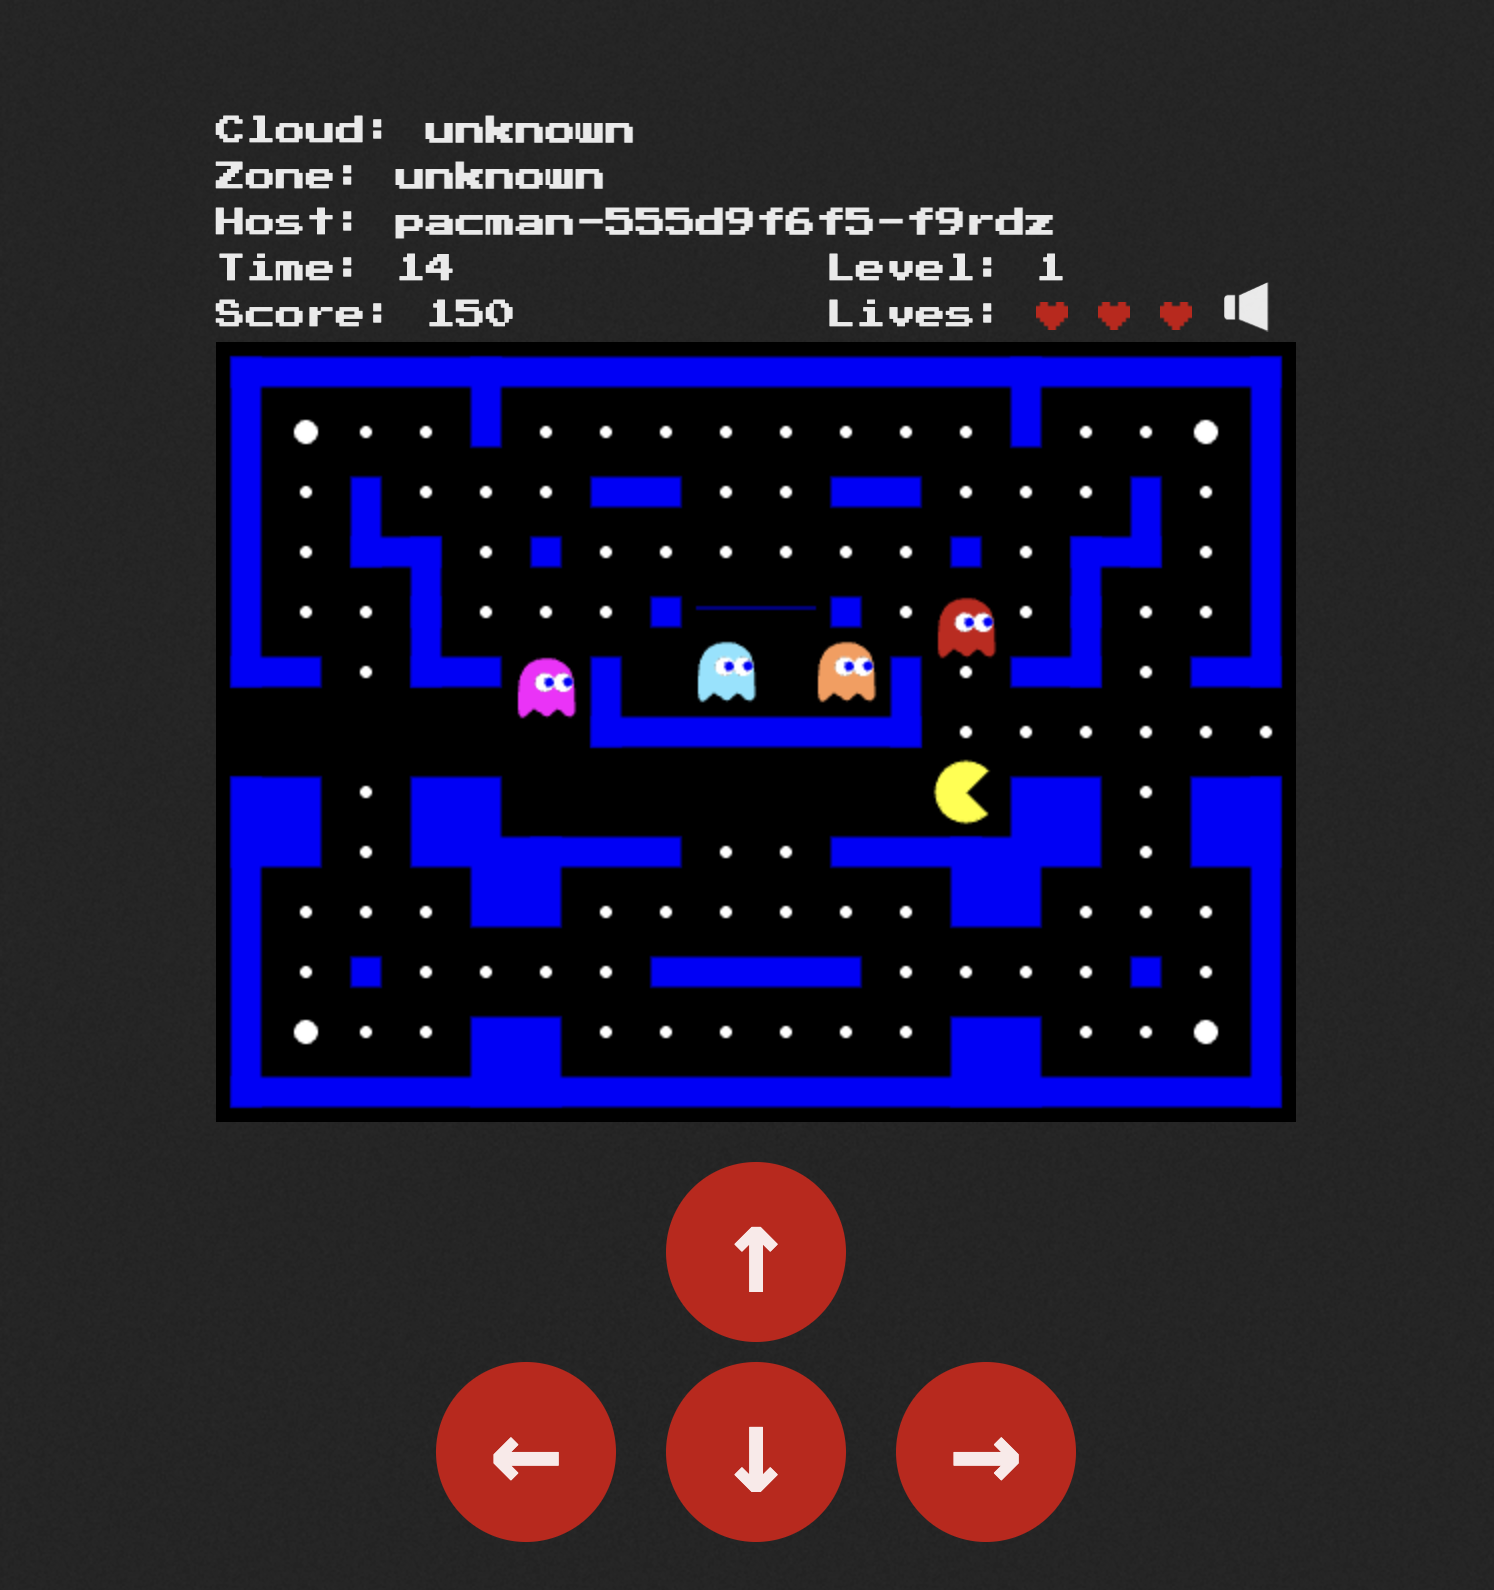 Cloud: unknown
Zone: unknown
Host: pacman-555d9f6f5-f9rdz
Time: 14 Level: 1
Score: 150 Lives:
↑
← ↓ →